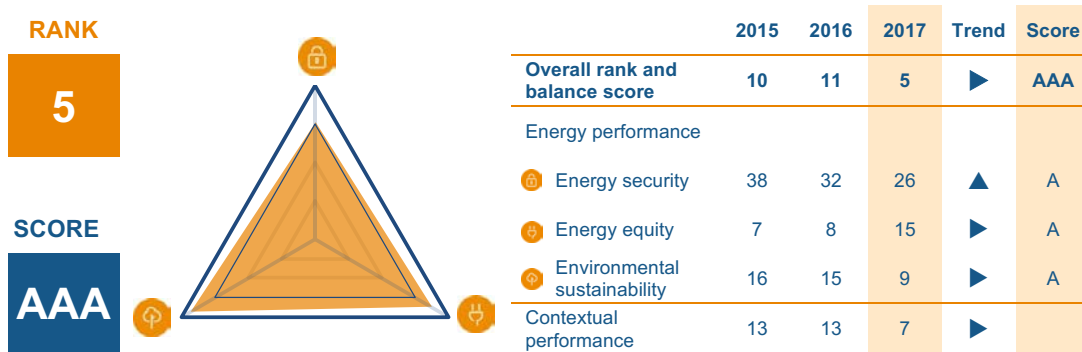 RANK
5
SCORE
AAA
2015 2016 2017 Trend Score
Overall rank and
balance score 10 11 5 ▶ AAA
Energy performance
Energy security 38 32 26 ▲ A
Energy equity 7 8 15 ▶ A
Environmental
sustainability 16 15 9 ▶ A
Contextual
performance 13 13 7 ▶